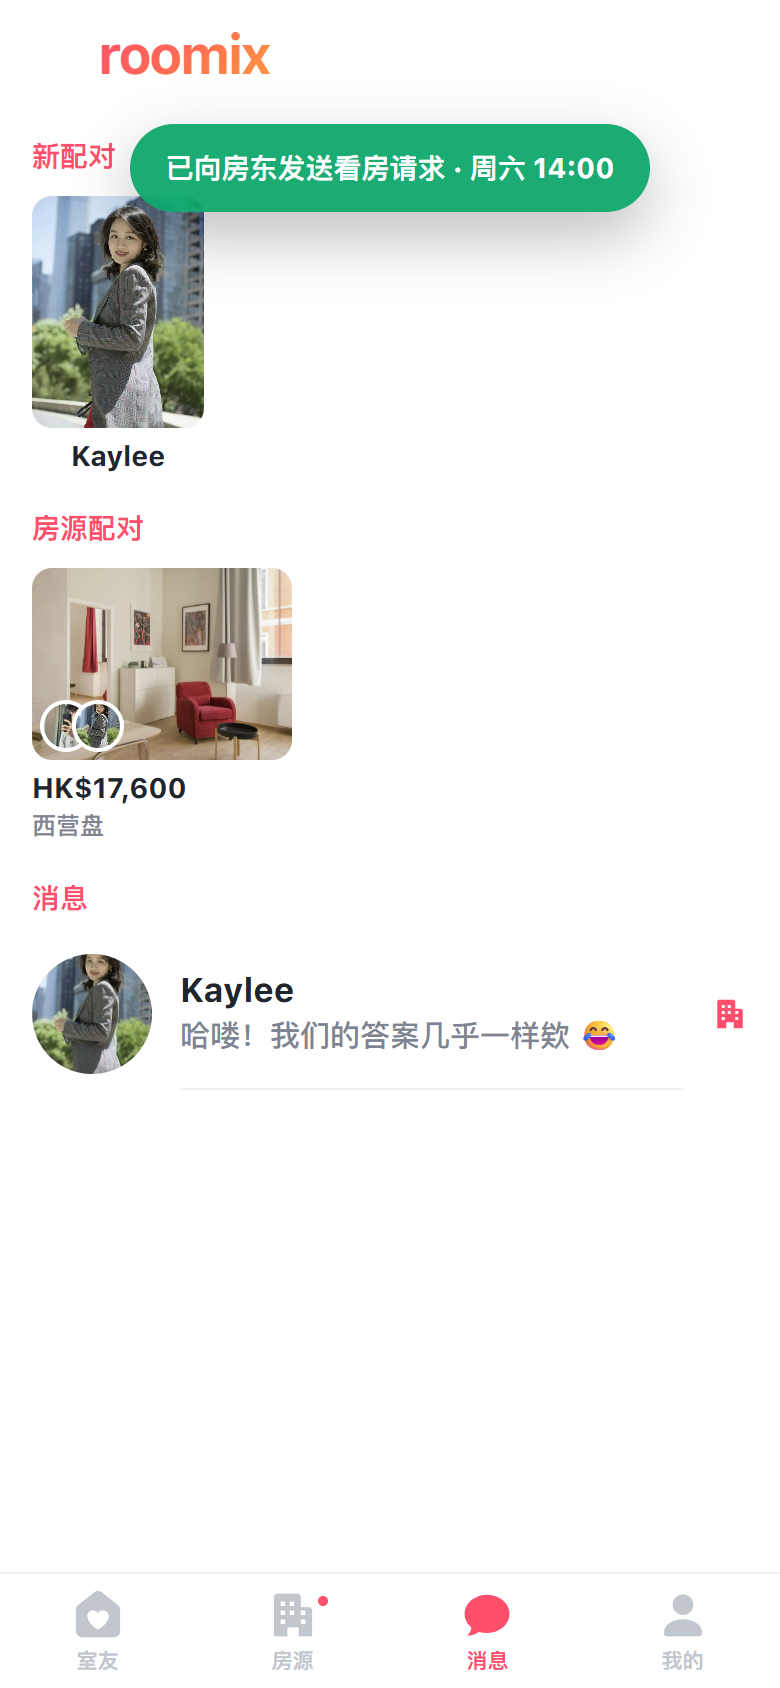 roomix
新配对
已向房东发送看房请求 · 周六 14:00
Kaylee
房源配对
HK$17,600
西营盘
消息
Kaylee
哈喽！我们的答案几乎一样欸 😂
室友
房源
消息
我的